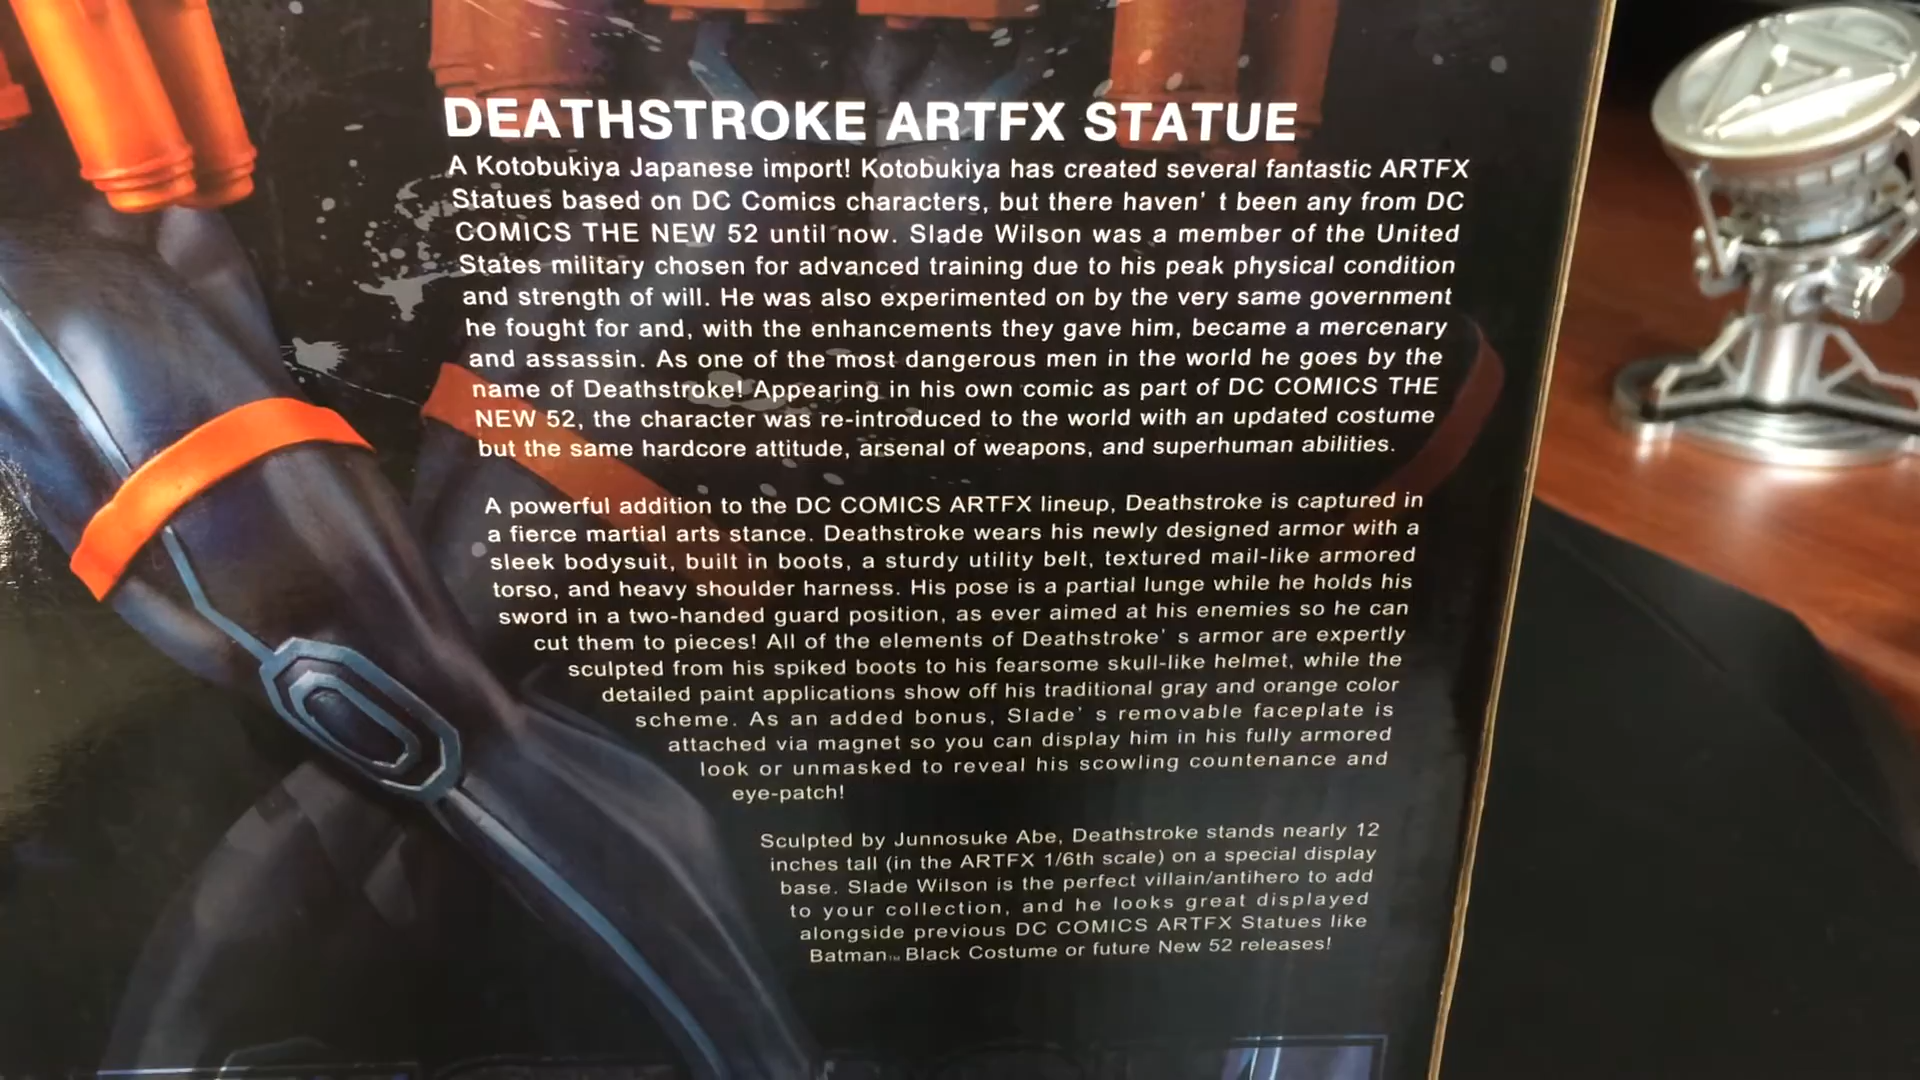 DEATHSTROKE ARTFX STATUE
A Kotobukiya Japanese import! Kotobukiya has created several fantastic ARTFX
Statues based on DC Comics characters, but there haven' t been any from DC
COMICS THE NEW 52 until now. Slade Wilson was a member of the United
States military chosen for advanced training due to his peak physical condition
and strength of will. He was also experimented on by the very same government
he fought for and, with the enhancements they gave him, became a mercenary
and assassin. As one of the most dangerous men in the world he goes by the
name of Deathstroke! Appearing in his own comic as part of DC COMICS THE
NEW 52, the character was re-introduced to the world with an updated costume
but the same hardcore attitude, arsenal of weapons, and superhuman abilities.
A powerful addition to the DC COMICS ARTFX lineup, Deathstroke is captured in
a fierce martial arts stance. Deathstroke wears his newly designed armor with a
sleek bodysuit, built in boots, a sturdy utility belt, textured mail-like armored
torso, and heavy shoulder harness. His pose is a partial lunge while he holds his
sword in a two-handed guard position, as ever aimed at his enemies so he can
cut them to pieces! All of the elements of Deathstroke' s armor are expertly
sculpted from his spiked boots to his fearsome skull-like helmet, while the
detailed paint applications show off his traditional gray and orange color
scheme. As an added bonus, Slade' s removable faceplate is
attached via magnet so you can display him in his fully armored
look or unmasked to reveal his scowling countenance and
eye-patch!
Sculpted by Junnosuke Abe, Deathstroke stands nearly 12
inches tall (in the ARTFX 1/6th scale) on a special display
base. Slade Wilson is the perfect villain/antihero to add
to your collection, and he looks great displayed
alongside previous DC COMICS ARTFX Statues like
Batman™ Black Costume or future New 52 releases!